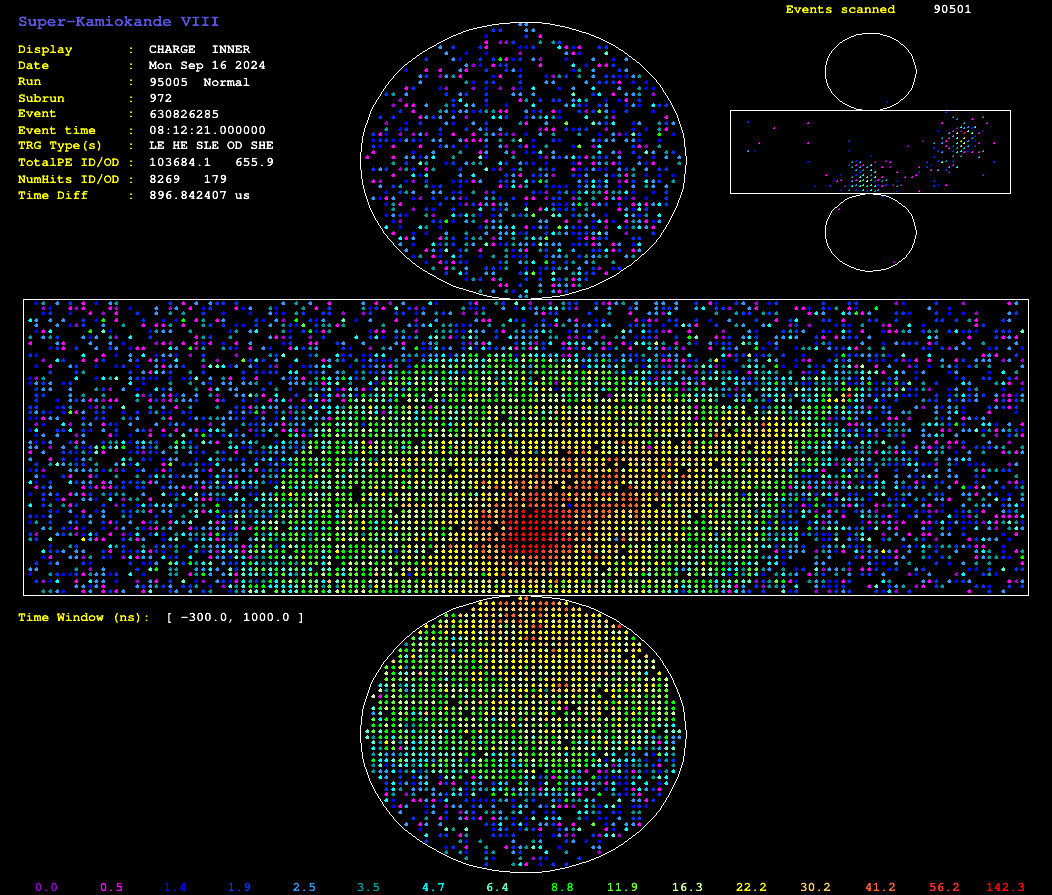 Super-Kamiokande VIII
Events scanned 90501
Display : CHARGE INNER
Date : Mon Sep 16 2024
Run : 95005 Normal
Subrun : 972
Event : 630826285
Event time : 08:12:21.000000
TRG Type(s) : LE HE SLE OD SHE
TotalPE ID/OD : 103684.1 655.9
NumHits ID/OD : 8269 179
Time Diff : 896.842407 us
Time Window (ns): [ -300.0, 1000.0 ]
0.0 0.5 1.4 1.9 2.5 3.5 4.7 6.4 8.8 11.9 16.3 22.2 30.2 41.2 56.2 142.3